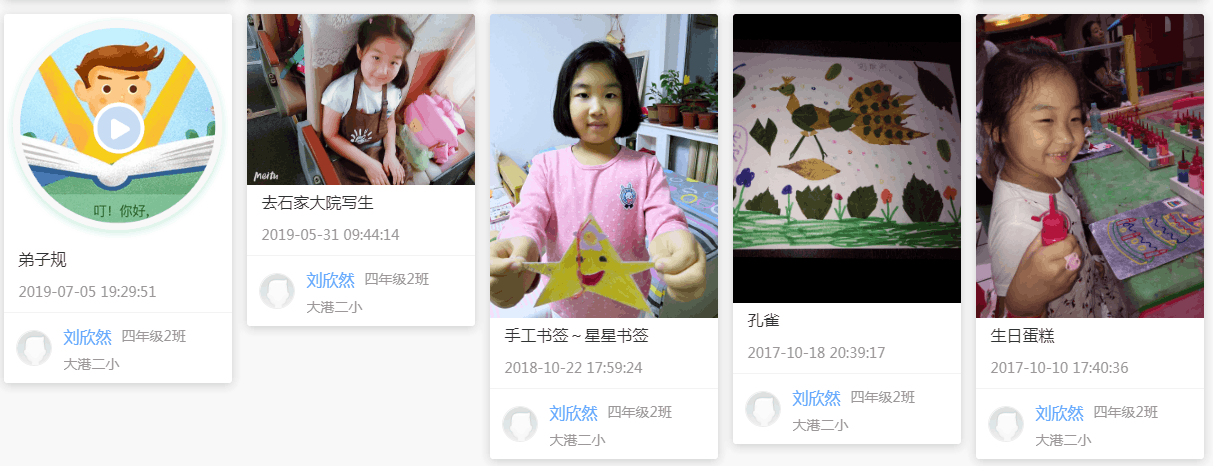 叮！你好，
弟子规
2019-07-05 19:29:51
刘欣然 四年级2班
大港二小
Meitu
去石家大院写生
2019-05-31 09:44:14
刘欣然 四年级2班
大港二小
手工书签～星星书签
2018-10-22 17:59:24
刘欣然 四年级2班
大港二小
孔雀
2017-10-18 20:39:17
刘欣然 四年级2班
大港二小
生日蛋糕
2017-10-10 17:40:36
刘欣然 四年级2班
大港二小